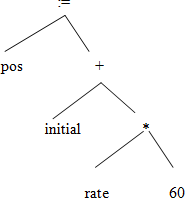 :=
pos
+
initial
*
rate
60